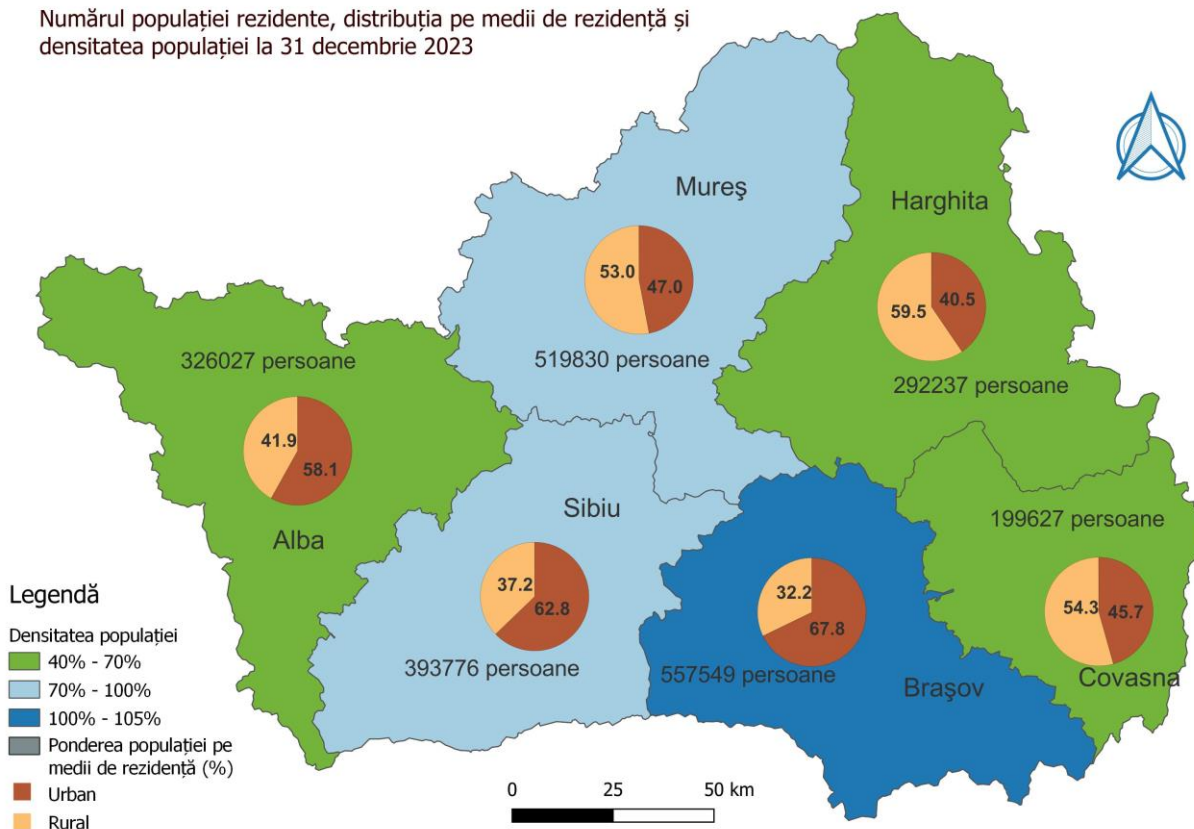 Numărul populației rezidente, distribuția pe medii de rezidență și
densitatea populației la 31 decembrie 2023
Mureş
53.0
47.0
519830 persoane
Harghita
59.5
40.5
292237 persoane
326027 persoane
41.9
58.1
Alba
Sibiu
37.2
62.8
393776 persoane
32.2
67.8
557549 persoane
Braşov
199627 persoane
54.3
45.7
Covasna
Legendă
Densitatea populației
40% - 70%
70% - 100%
100% - 105%
Ponderea populației pe
medii de rezidență (%)
Urban
Rural
0 25 50 km